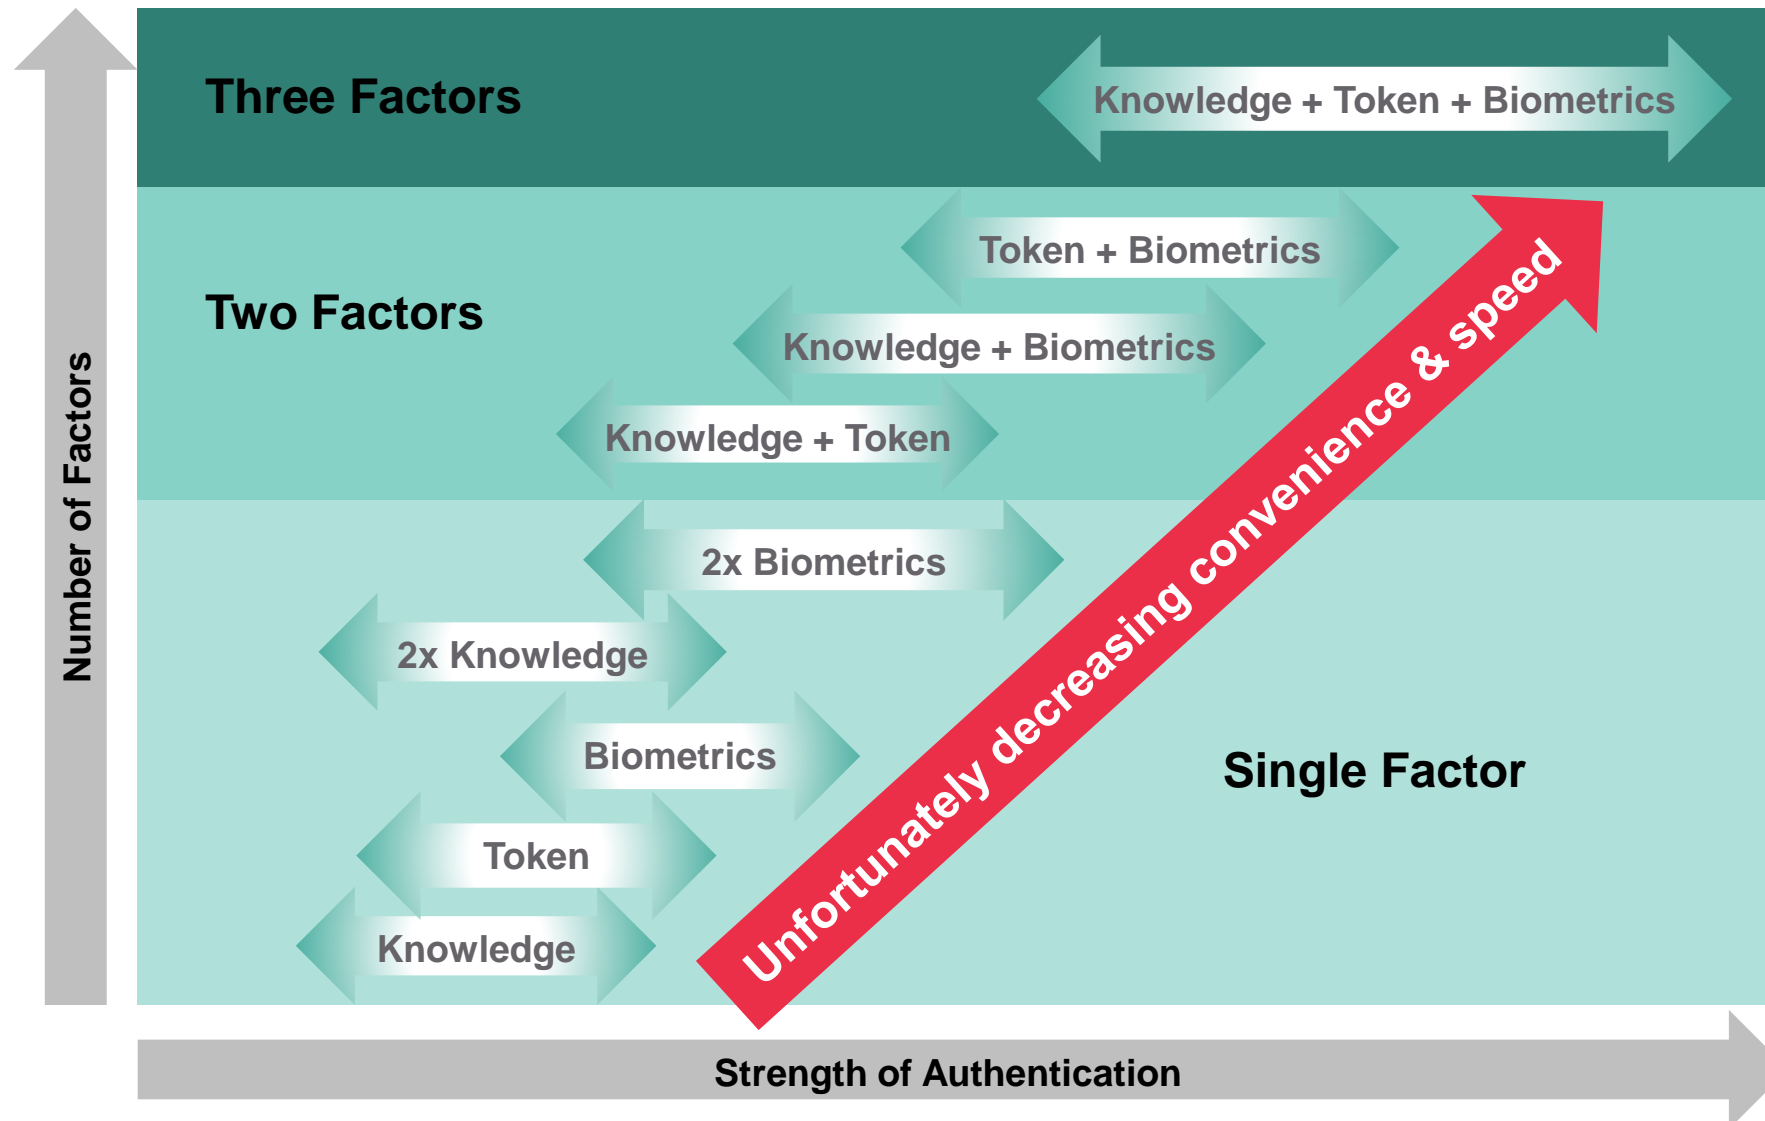 Three Factors
Knowledge + Token + Biometrics
Two Factors
Token + Biometrics
Knowledge + Biometrics
Knowledge + Token
2x Biometrics
2x Knowledge
Biometrics
Token
Knowledge
Single Factor
Unfortunately decreasing convenience & speed
Number of Factors
Strength of Authentication